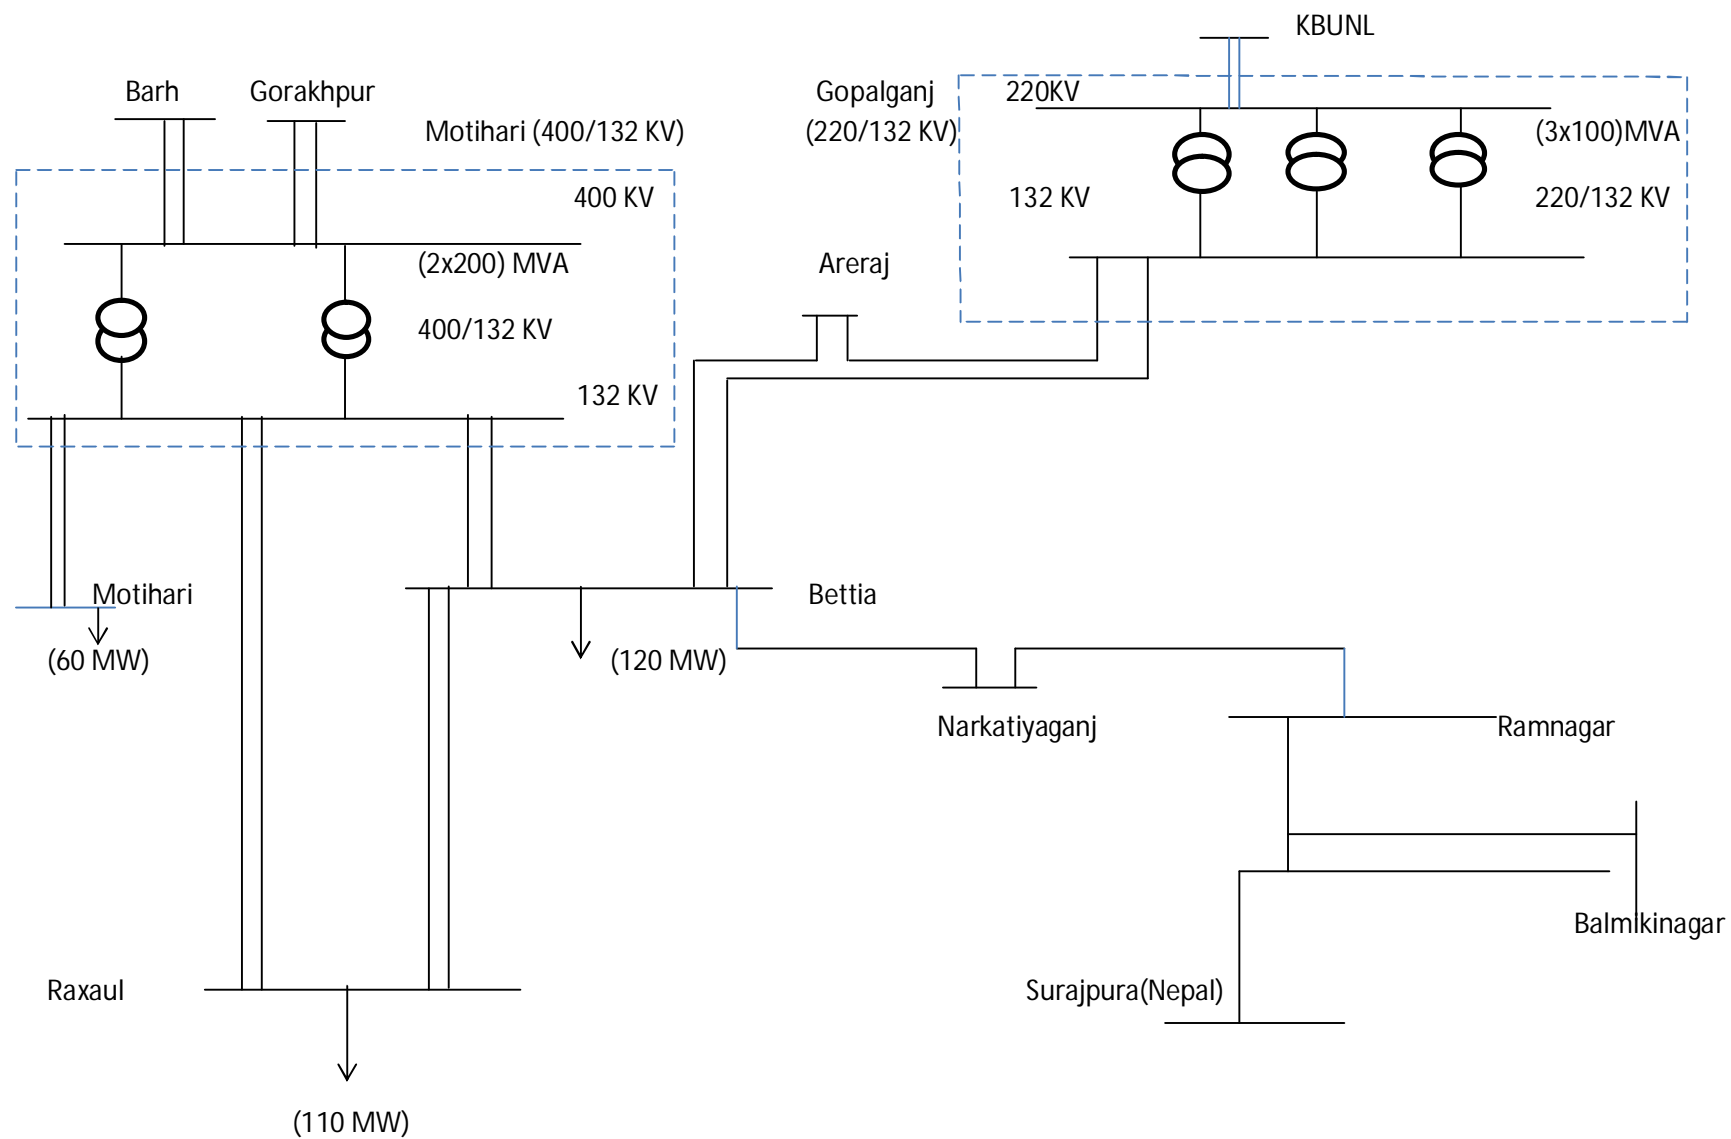 KBUNL
Barh
Gorakhpur
Gopalganj
220KV
Motihari (400/132 KV)
(220/132 KV)
(3x100)MVA
400 KV
132 KV
220/132 KV
(2x200) MVA
Areraj
400/132 KV
132 KV
Motihari
Bettia
(60 MW)
(120 MW)
Narkatiyaganj
Ramnagar
Balmikinagar
Raxaul
Surajpura(Nepal)
(110 MW)